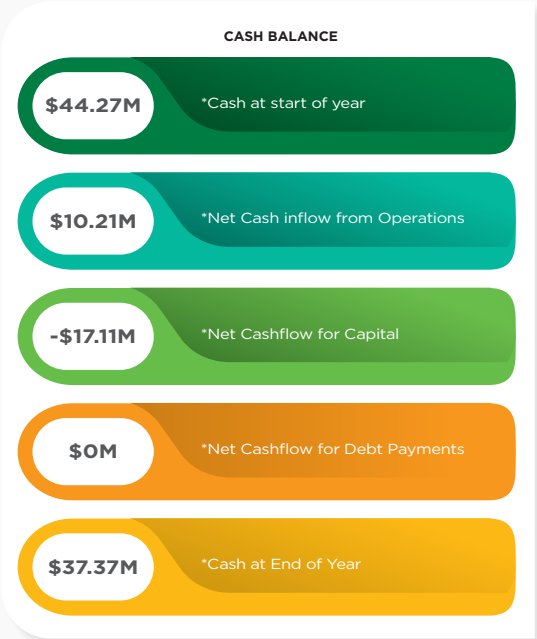 CASH BALANCE
$44.27M
*Cash at start of year
$10.21M
*Net Cash inflow from Operations
-$17.11M
*Net Cashflow for Capital
$0M
*Net Cashflow for Debt Payments
$37.37M
*Cash at End of Year